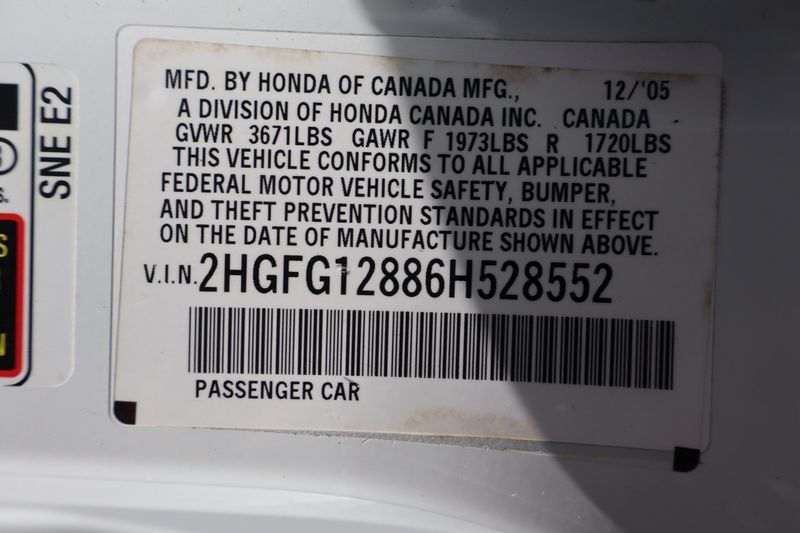 MFD. BY HONDA OF CANADA MFG., 12/'05
A DIVISION OF HONDA CANADA INC. CANADA
GVWR 3671LBS GAWR F 1973LBS R 1720LBS
THIS VEHICLE CONFORMS TO ALL APPLICABLE
FEDERAL MOTOR VEHICLE SAFETY, BUMPER,
AND THEFT PREVENTION STANDARDS IN EFFECT
ON THE DATE OF MANUFACTURE SHOWN ABOVE.
V.I.N. 2HGFG12886H528552
PASSENGER CAR
SNE E2